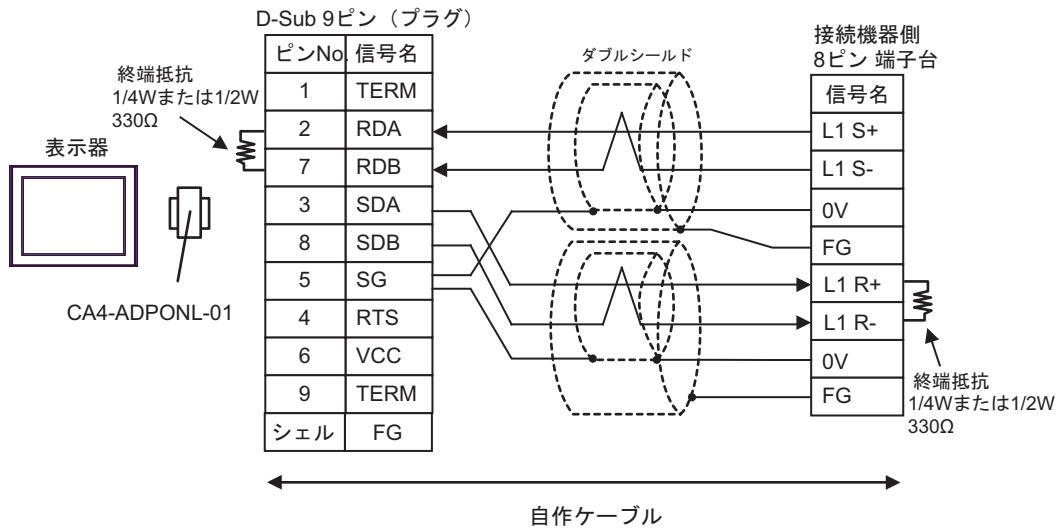 D-Sub 9ピン（プラグ）
ピンNo. 信号名
1 TERM
2 RDA
7 RDB
3 SDA
8 SDB
5 SG
4 RTS
6 VCC
9 TERM
シェル FG
終端抵抗
1/4Wまたは1/2W
330Ω
表示器
CA4-ADPONL-01
ダブルシールド
接続機器側
8ピン 端子台
信号名
L1 S+
L1 S-
0V
FG
L1 R+
L1 R-
0V
FG
終端抵抗
1/4Wまたは1/2W
330Ω
自作ケーブル